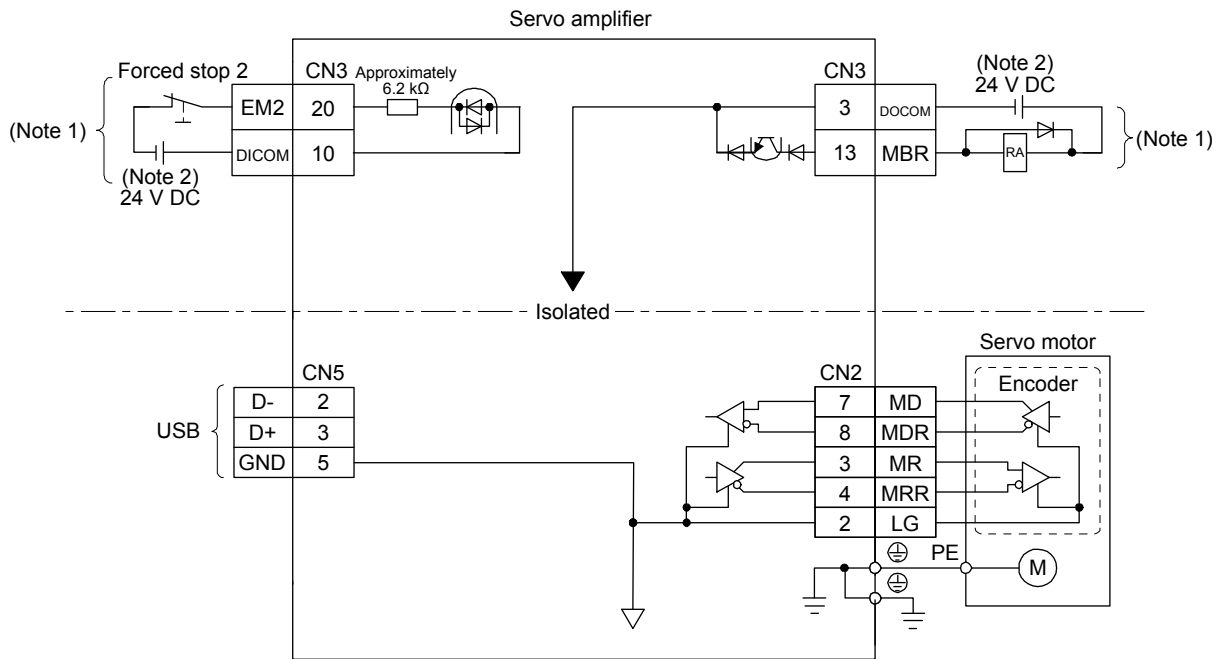 Servo amplifier
Forced stop 2
CN3
Approximately
6.2 kΩ
EM2 20
DICOM 10
(Note 1)
(Note 2)
24 V DC
CN3
(Note 2)
24 V DC
3 DOCOM
13 MBR
RA
(Note 1)
Isolated
CN5
USB
D- 2
D+ 3
GND 5
CN2
7 MD
8 MDR
3 MR
4 MRR
2 LG
PE
Servo motor
Encoder
M